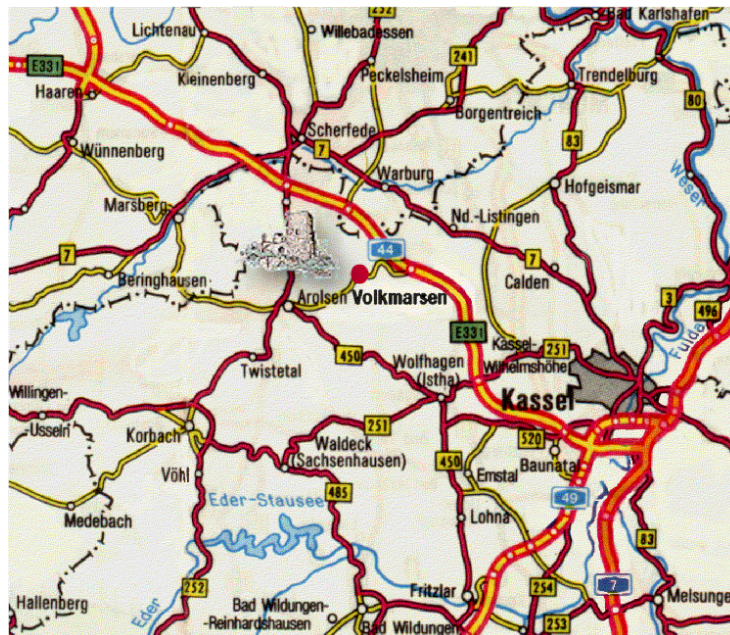 252
Bad Karlshafen
Lichtenau
Willebadessen
E331
Kleinenberg
Peckelsheim
241
Trendelburg
Haaren
Borgentreich
80
Scherfede
83
Wünnenberg
7
Warburg
Hofgeismar
Weser
Marsberg
Nd.-Listingen
44
7
7
Beringhausen
Calden
3
Arolsen
Volkmarsen
496
E331
Kassel-
Wilhelmshöhe
251
Fulda
450
Twistetal
Wolfhagen
(Istha)
Willingen-
-Usseln
Kassel
251
Korbach
Waldeck
(Sachsenhausen)
520
Baunatal
Vöhl
450
Emstal
485
Eder-Stausee
49
Medebach
Lohna
83
252
Fritzlar
254
7
Hallenberg
Eder
Bad Wildungen-
-Reinhardshausen
Bad Wildungen
253
Melsunge